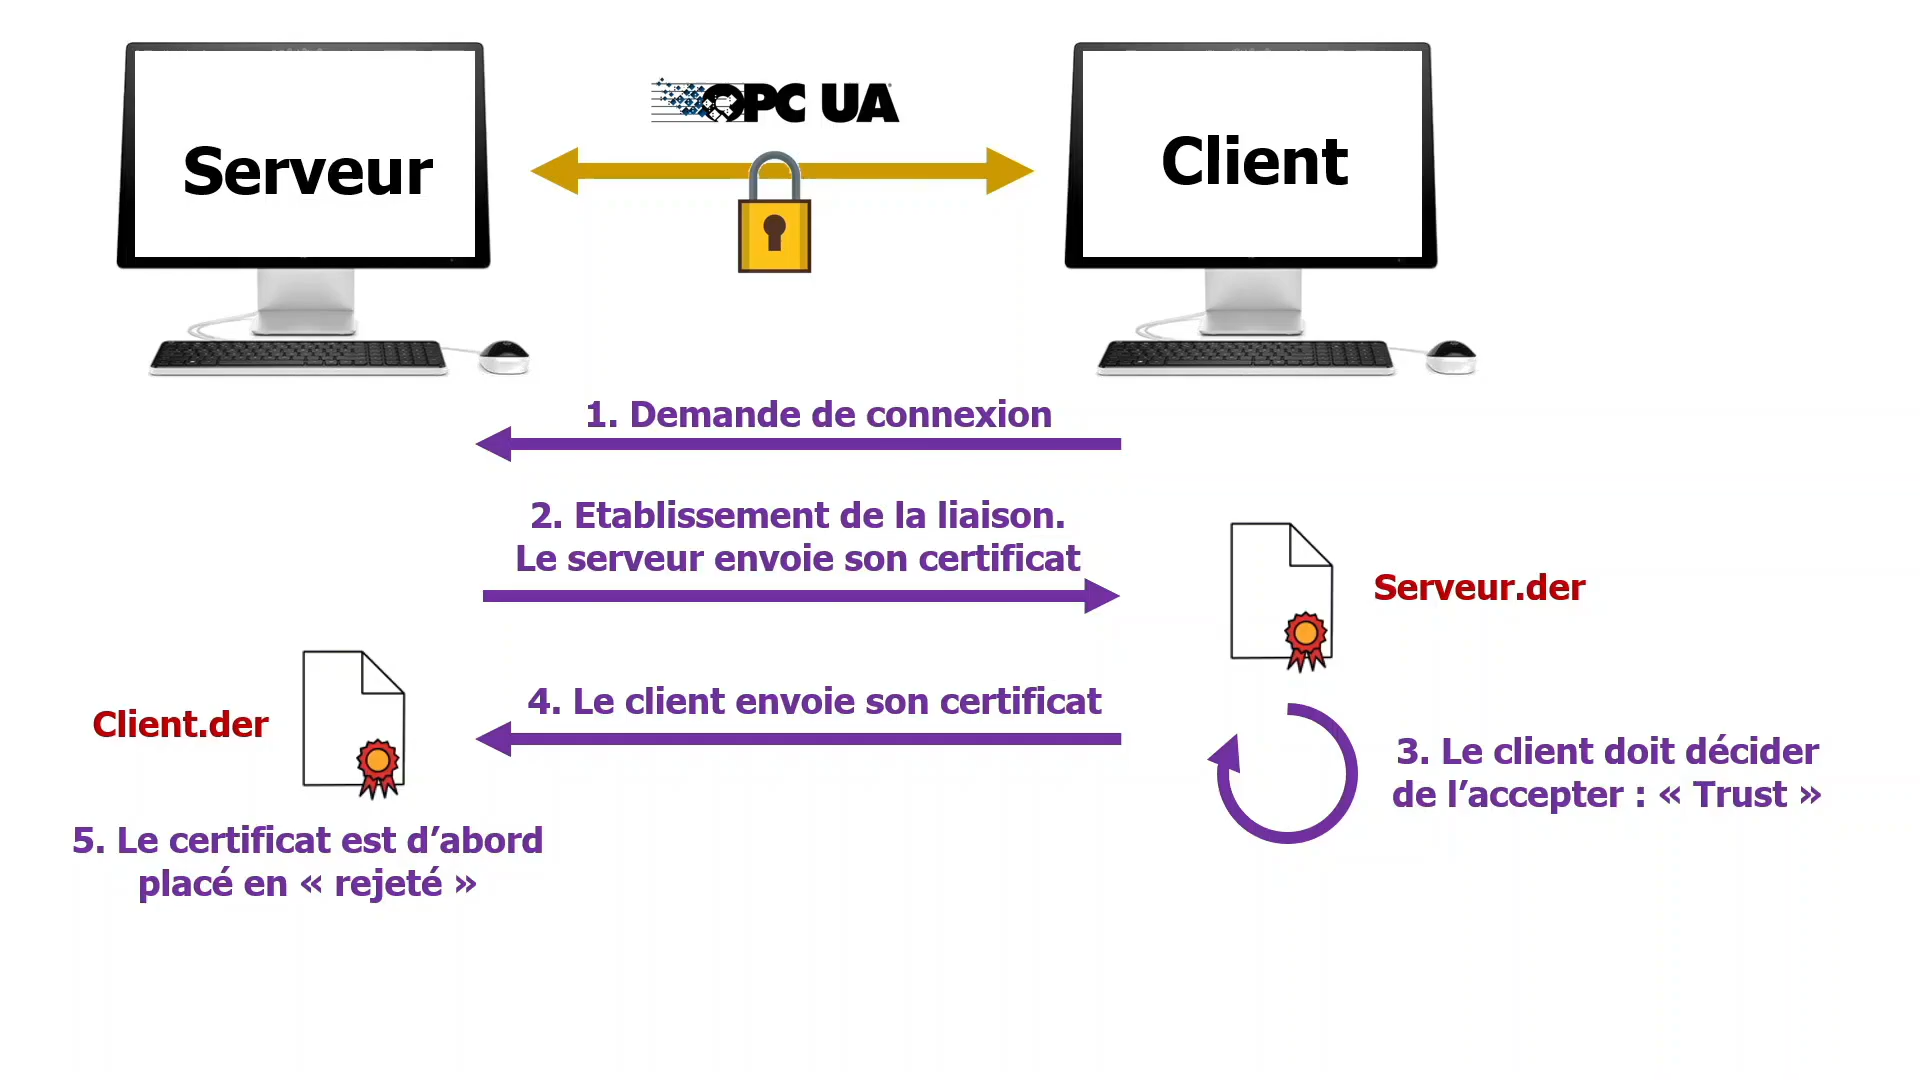 Serveur
OPC UA
Client
1. Demande de connexion
2. Etablissement de la liaison.
Le serveur envoie son certificat
Serveur.der
3. Le client doit décider
de l’accepter : « Trust »
4. Le client envoie son certificat
Client.der
5. Le certificat est d’abord
placé en « rejeté »